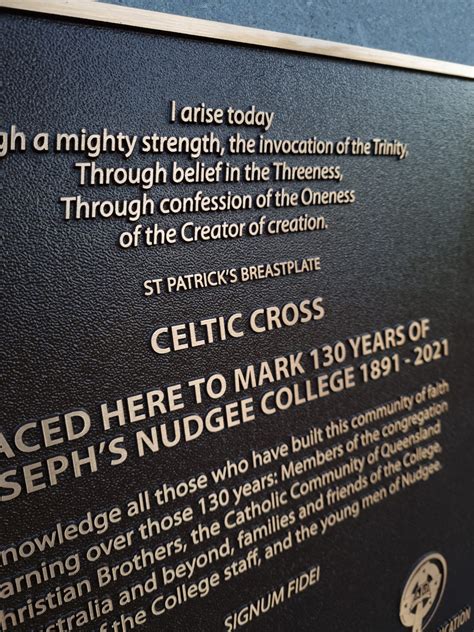 I arise today
gh a mighty strength, the invocation of the Trinity,
Through belief in the Threeness,
Through confession of the Oneness
of the Creator of creation.
ST PATRICK'S BREASTPLATE
CELTIC CROSS
ACED HERE TO MARK 130 YEARS OF
SEPH'S NUDGEE COLLEGE 1891 - 2021
nowledge all those who have built this community of faith
arning over those 130 years: Members of the congregation
hristian Brothers, the Catholic Community of Queensland
ustralia and beyond, families and friends of the College,
of the College staff, and the young men of Nudgee.
SIGNUM FIDEI